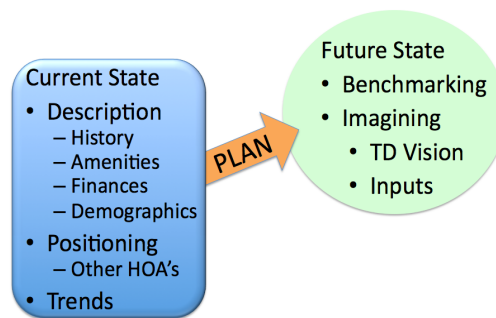 Current State
• Description
– History
– Amenities
– Finances
– Demographics
• Positioning
– Other HOA's
• Trends
PLAN
Future State
• Benchmarking
• Imagining
• TD Vision
• Inputs